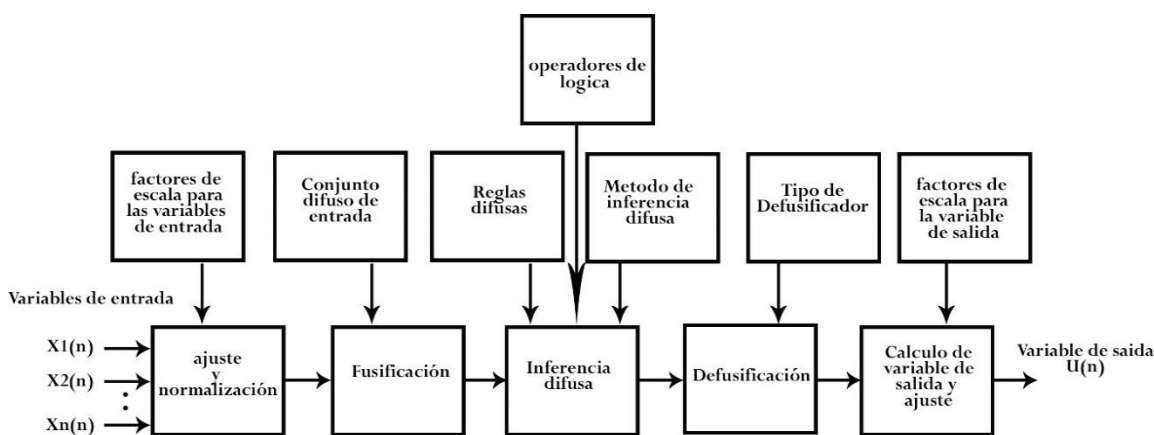 operadores de
logica
factores de
escala para
las variables
de entrada
Conjunto
difuso de
entrada
Reglas
difusas
Metodo de
inferencia
difusa
Tipo de
Defusificador
factores de
escala para
la variable
de salida
Variables de entrada
X1(n)
X2(n)
Xn(n)
ajuste
y
normalización
Fusificación
Inferencia
difusa
Defusificación
Calculo de
variable de
salida y
ajuste
Variable de saida
U(n)